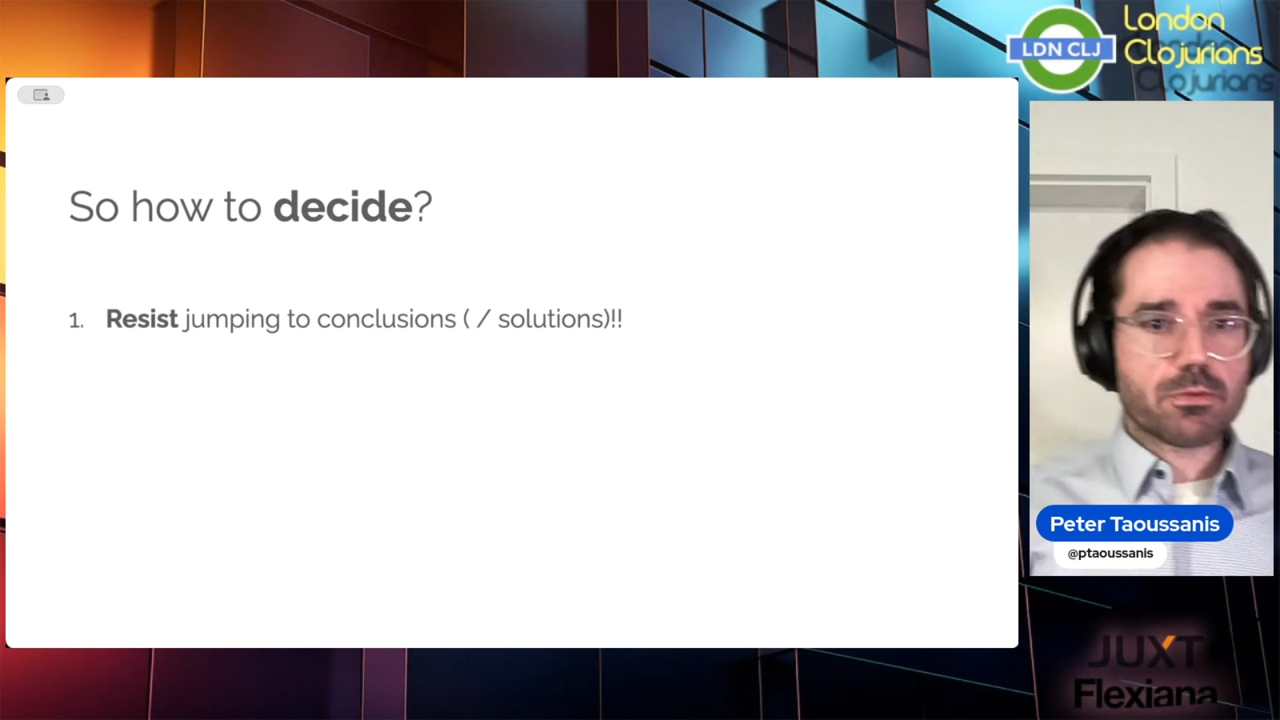 So how to decide?
1. Resist jumping to conclusions ( / solutions)!!
LDN CLJ
London
Clojurians
Clojurians
Peter Taoussanis
@ptaoussanis
JUXT
Flexiana